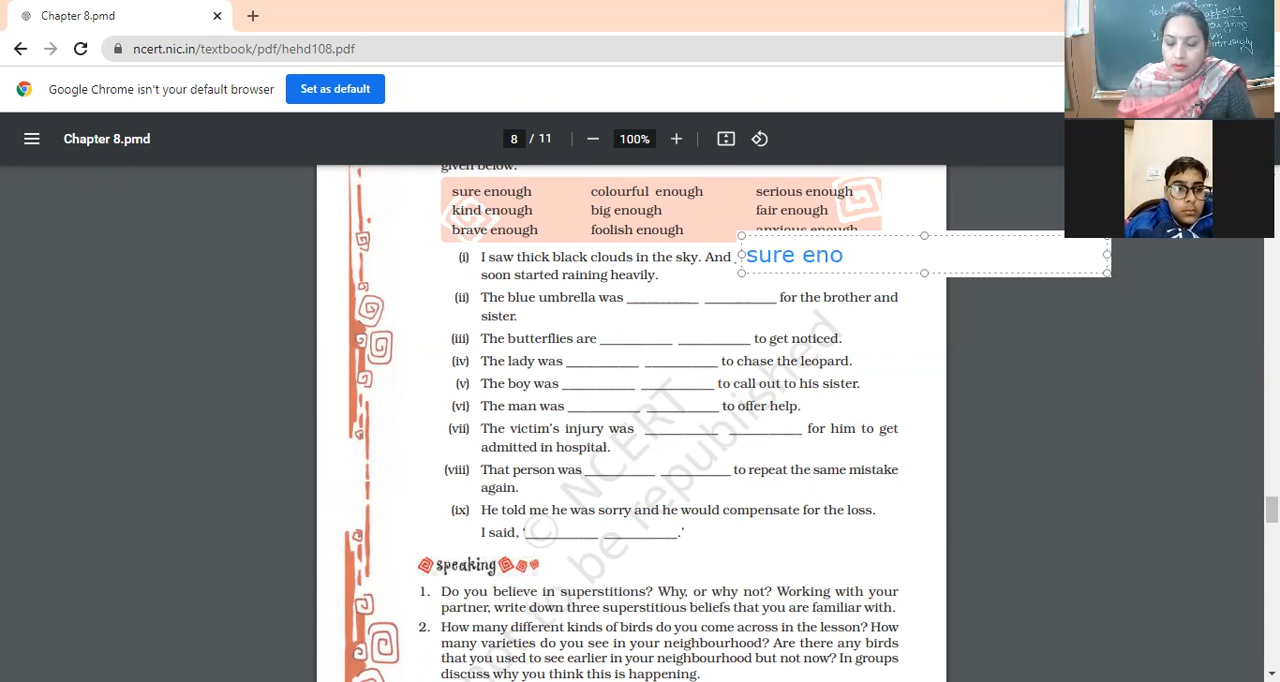 Chapter 8.pmd
ncert.nic.in/textbook/pdf/hehd108.pdf
Google Chrome isn't your default browser
Set as default
Chapter 8.pmd
8 / 11
100%
given below.
sure enough colourful enough serious enough
kind enough big enough fair enough
brave enough foolish enough anxious enough
(i) I saw thick black clouds in the sky. And sure eno
soon started raining heavily.
(ii) The blue umbrella was __________ __________ for the brother and
sister.
(iii) The butterflies are __________ __________ to get noticed.
(iv) The lady was __________ __________ to chase the leopard.
(v) The boy was __________ __________ to call out to his sister.
(vi) The man was __________ __________ to offer help.
(vii) The victim's injury was __________ __________ for him to get
admitted in hospital.
(viii) That person was __________ __________ to repeat the same mistake
again.
(ix) He told me he was sorry and he would compensate for the loss.
I said, '__________ __________.'
speaking
1. Do you believe in superstitions? Why, or why not? Working with your
partner, write down three superstitious beliefs that you are familiar with.
2. How many different kinds of birds do you come across in the lesson? How
many varieties do you see in your neighbourhood? Are there any birds
that you used to see earlier in your neighbourhood but not now? In groups
discuss why you think this is happening.
© NCERT
not to be republished